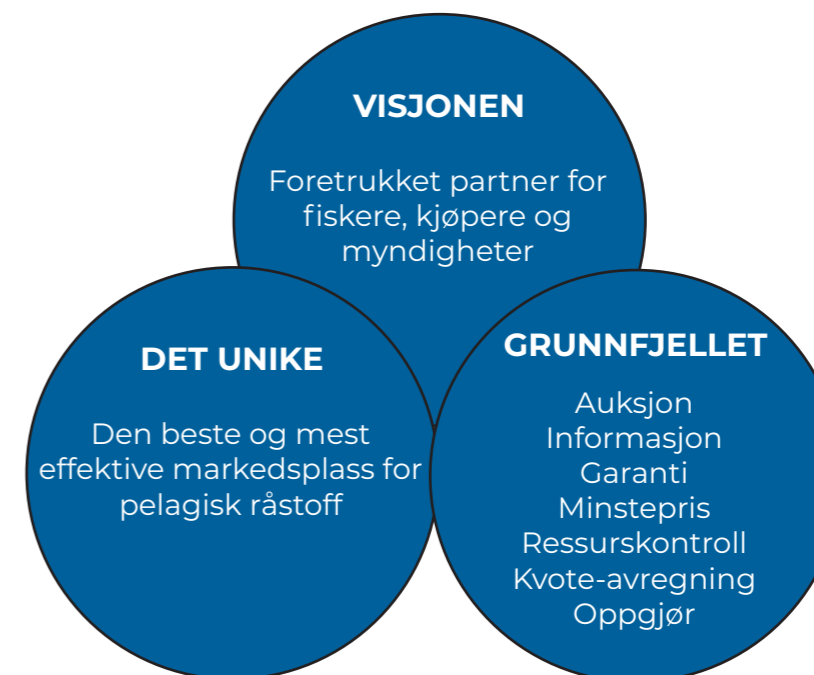 VISJONEN
Foretrukket partner for
fiskere, kjøpere og
myndigheter
DET UNIKE
Den beste og mest
effektive markedsplass for
pelagisk råstoff
GRUNNFJELLET
Auksjon
Informasjon
Garanti
Minstepris
Ressurskontroll
Kvote-avregning
Oppgjør